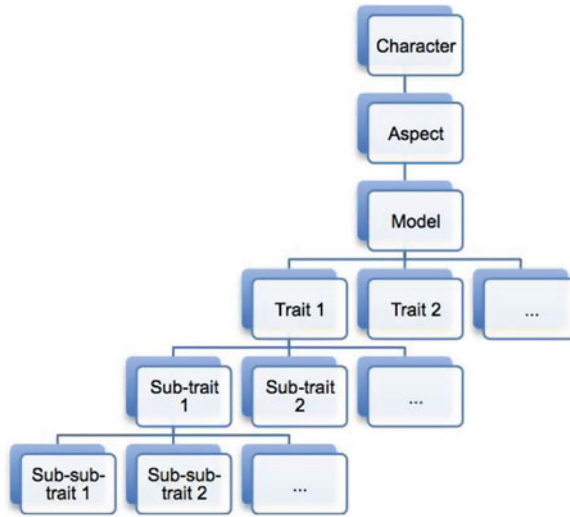 Character
Aspect
Model
Trait 1
Trait 2
...
Sub-trait
1
Sub-trait
2
...
Sub-sub-
trait 1
Sub-sub-
trait 2
...